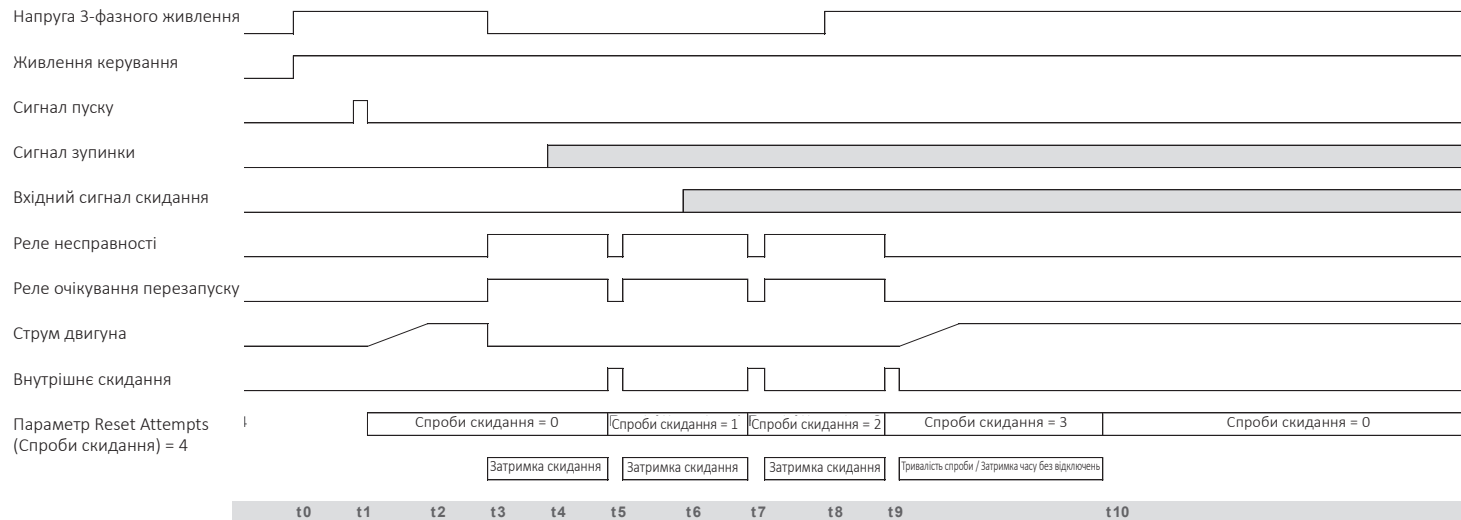 Напруга 3-фазного живлення
Живлення керування
Сигнал пуску
Сигнал зупинки
Вхідний сигнал скидання
Реле несправності
Реле очікування перезапуску
Струм двигуна
Внутрішнє скидання
Параметр Reset Attempts
(Спроби скидання) = 4
Спроби скидання = 0
Спроби скидання = 1
Спроби скидання = 2
Спроби скидання = 3
Спроби скидання = 0
Затримка скидання
Затримка скидання
Затримка скидання
Тривалість спроби / Затримка часу без відключень
t0 t1 t2 t3 t4 t5 t6 t7 t8 t9 t10